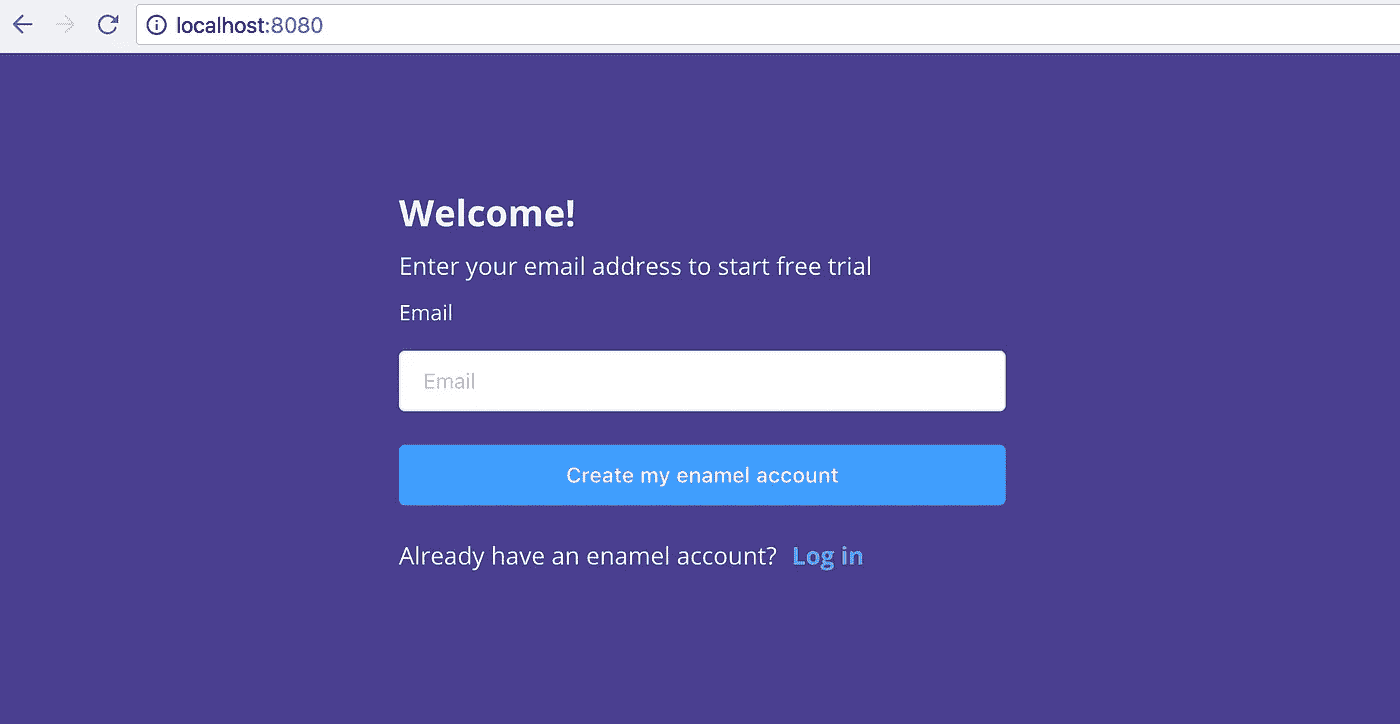 localhost:8080
Welcome!
Enter your email address to start free trial
Email
Email
Create my enamel account
Already have an enamel account? Log in